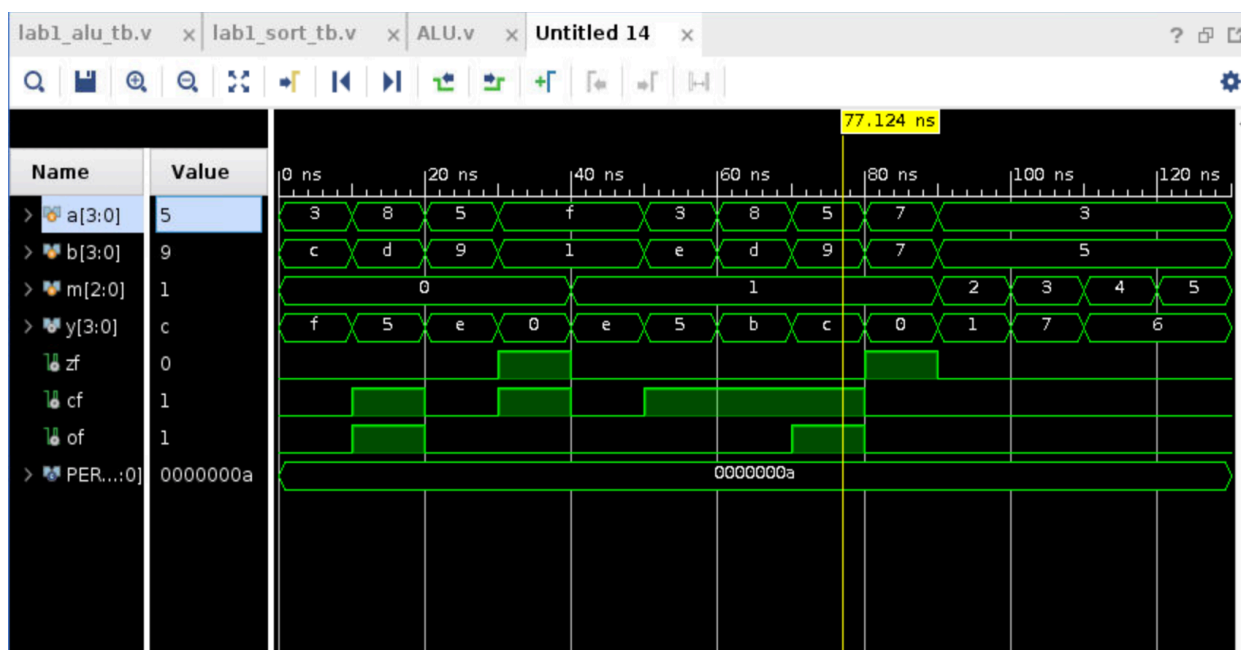 lab1_alu_tb.v × lab1_sort_tb.v × ALU.v × Untitled 14 × ?
77.124 ns
Name Value 0 ns 20 ns 40 ns 60 ns 80 ns 100 ns 120 ns
a[3:0] 5 3 8 5 f 3 8 5 7 3
b[3:0] 9 c d 9 1 e d 9 7 5
m[2:0] 1 0 1 2 3 4 5
y[3:0] c f 5 e 0 e 5 b c 0 1 7 6
zf 0
cf 1
of 1
PER...:0] 0000000a 0000000a